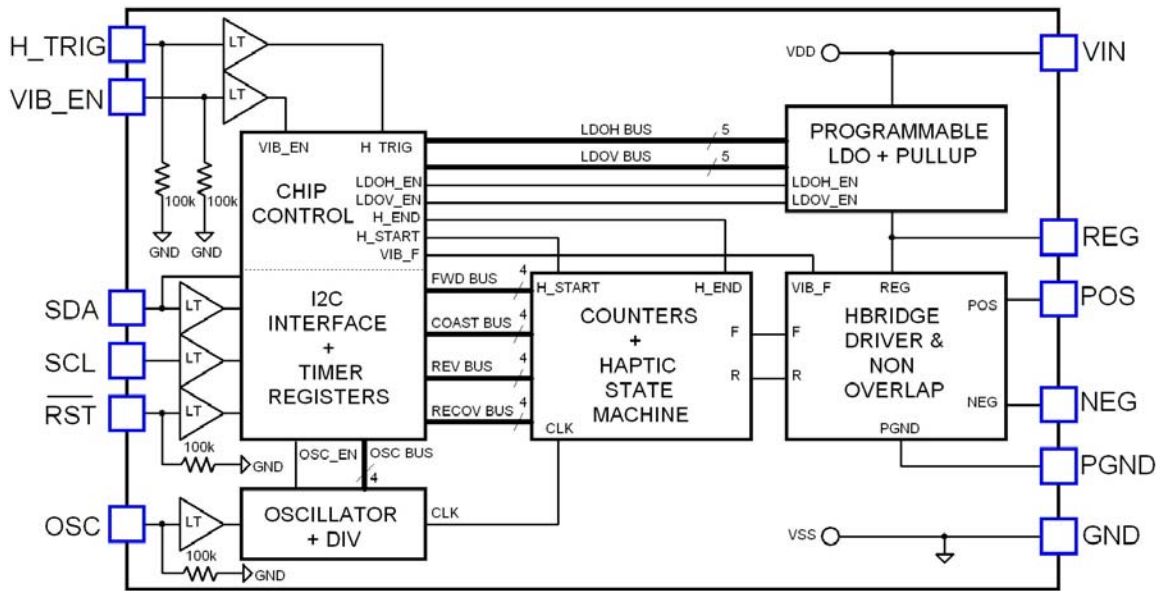 H_TRIG
VIB_EN
SDA
SCL
RST
OSC
LT
LT
100k
100k
GND
GND
LT
LT
LT
100k
GND
LT
100k
GND
VIB_EN
H_TRIG
CHIP
CONTROL
LDOH_EN
LDOV_EN
H_END
H_START
VIB_F
I2C
INTERFACE
+
TIMER
REGISTERS
OSC_EN
OSC BUS
4
OSCILLATOR
+ DIV
CLK
LDOH BUS
5
LDOV BUS
5
FWD BUS
4
COAST BUS
4
REV BUS
4
RECOV BUS
4
H_START
H_END
COUNTERS
+
HAPTIC
STATE
MACHINE
F
R
CLK
VDD
PROGRAMMABLE
LDO + PULLUP
LDOH_EN
LDOV_EN
VIB_F
REG
POS
HBRIDGE
DRIVER &
NON
OVERLAP
F
R
NEG
PGND
VSS
VIN
REG
POS
NEG
PGND
GND